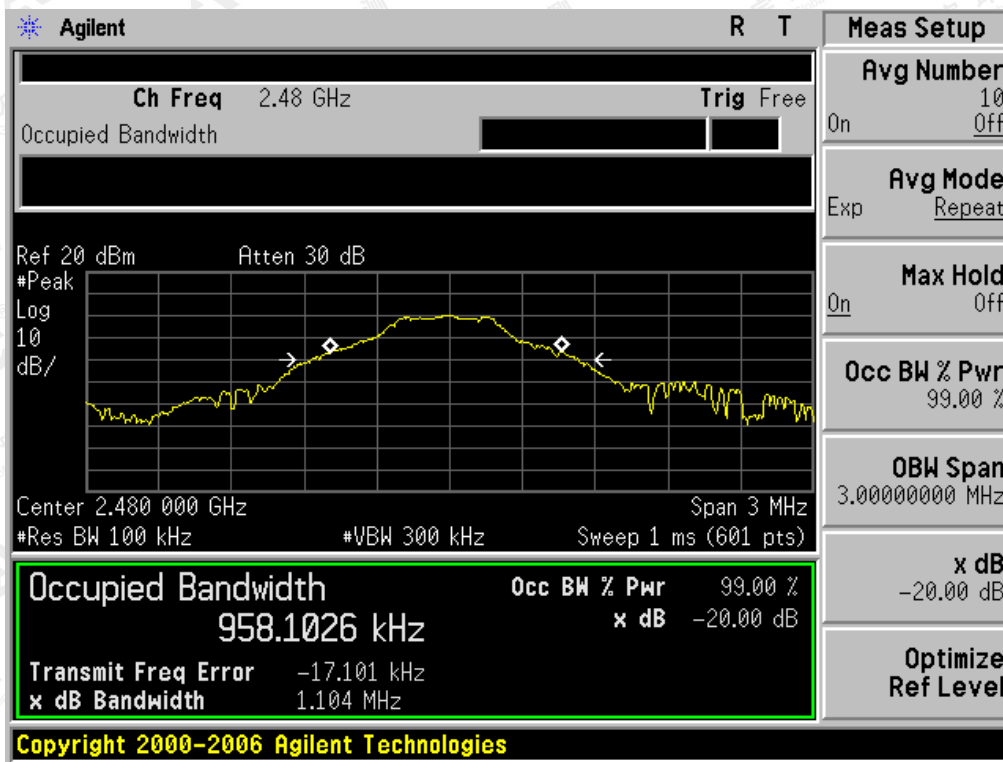 Agilent R T
Ch Freq 2.48 GHz Trig Free
Occupied Bandwidth
Ref 20 dBm Atten 30 dB
#Peak
Log
10
dB/
Center 2.480 000 GHz Span 3 MHz
#Res BW 100 kHz #VBW 300 kHz Sweep 1 ms (601 pts)
Occupied Bandwidth Occ BW % Pwr 99.00 %
958.1026 kHz x dB -20.00 dB
Transmit Freq Error -17.101 kHz
x dB Bandwidth 1.104 MHz
Copyright 2000-2006 Agilent Technologies
Meas Setup
Avg Number
10
On Off
Avg Mode
Exp Repeat
Max Hold
On Off
Occ BW % Pwr
99.00 %
OBW Span
3.00000000 MHz
x dB
-20.00 dB
Optimize
Ref Level